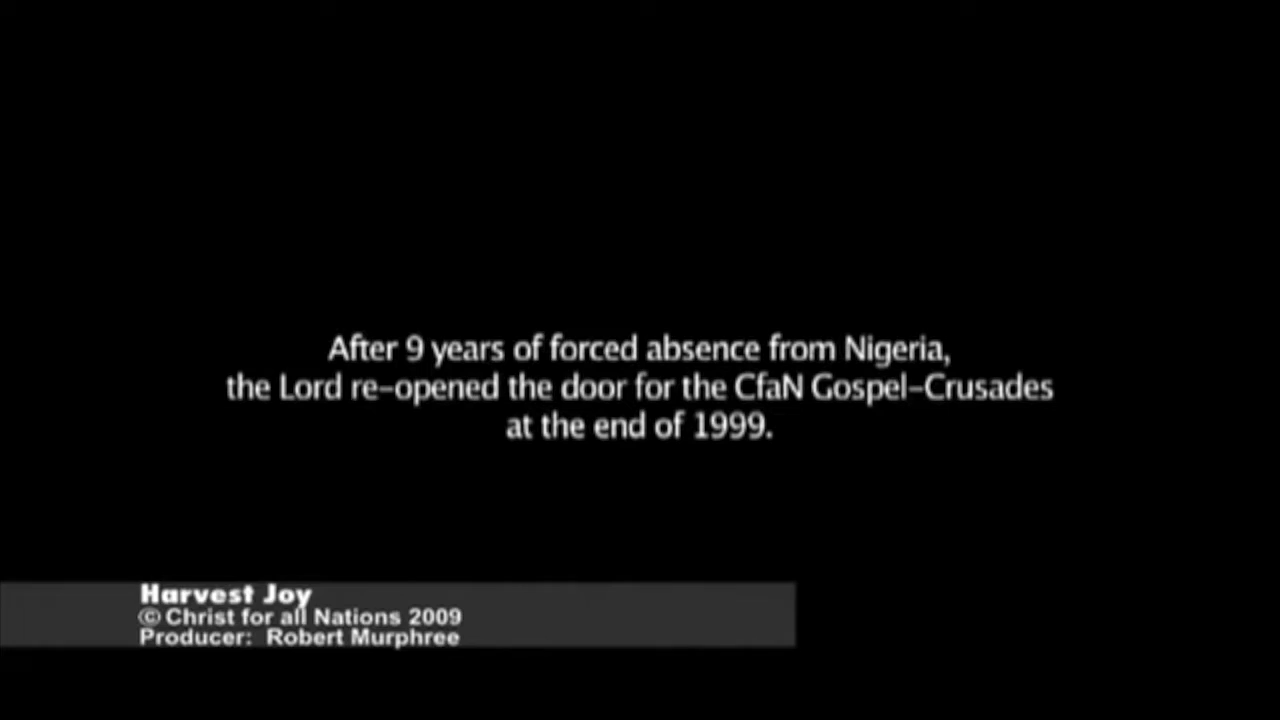 After 9 years of forced absence from Nigeria,
the Lord re-opened the door for the CfaN Gospel-Crusades
at the end of 1999.
Harvest Joy
© Christ for all Nations 2009
Producer: Robert Murphree